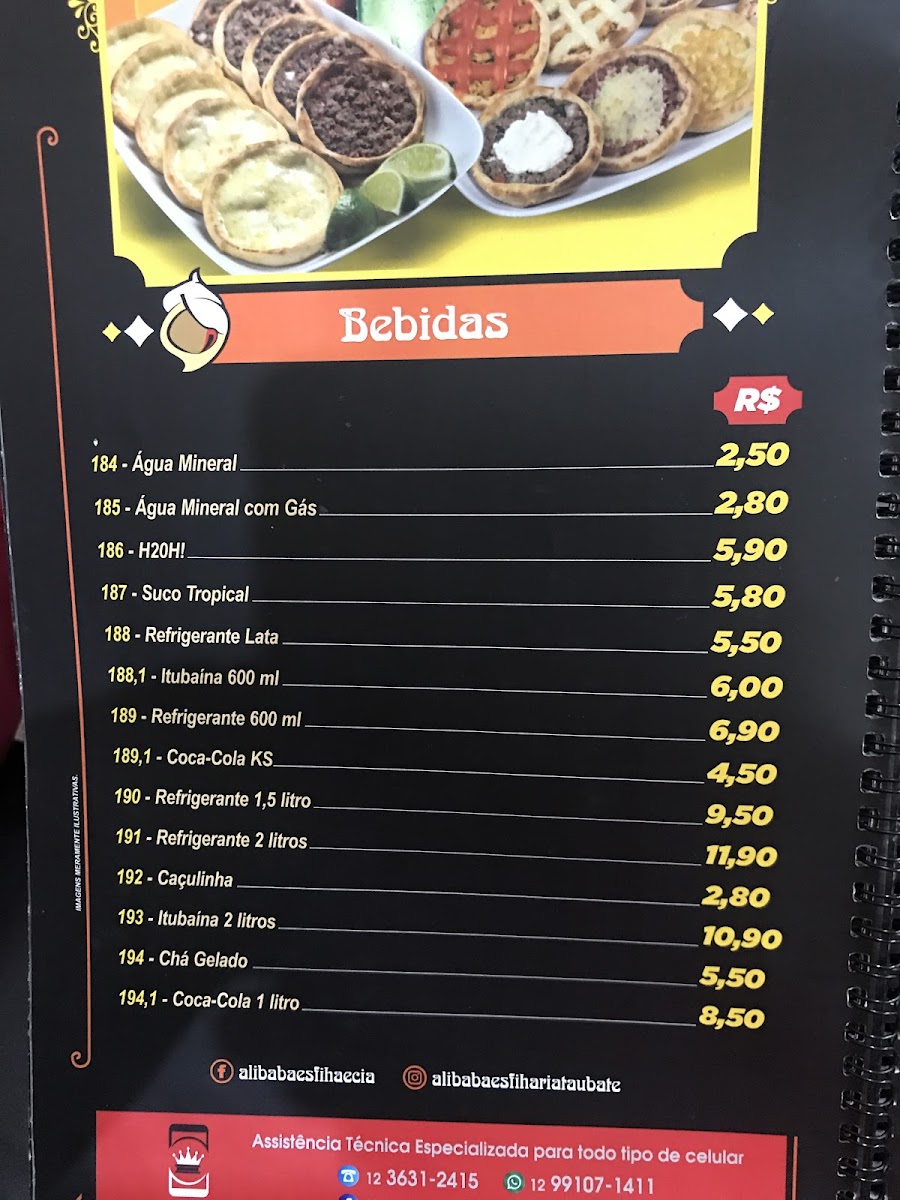 Bebidas
R$
184 - Água Mineral 2,50
185 - Água Mineral com Gás 2,80
186 - H20H! 5,90
187 - Suco Tropical 5,80
188 - Refrigerante Lata 5,50
188,1 - Itubaína 600 ml 6,00
189 - Refrigerante 600 ml 6,90
189,1 - Coca-Cola KS 4,50
190 - Refrigerante 1,5 litro 9,50
191 - Refrigerante 2 litros 11,90
192 - Caçulinha 2,80
193 - Itubaína 2 litros 10,90
194 - Chá Gelado 5,50
194,1 - Coca-Cola 1 litro 8,50
IMAGENS MERAMENTE ILUSTRATIVAS.
alibabaesfihaecia alibabaesfihariataubate
Assistência Técnica Especializada para todo tipo de celular
12 3631-2415 12 99107-1411